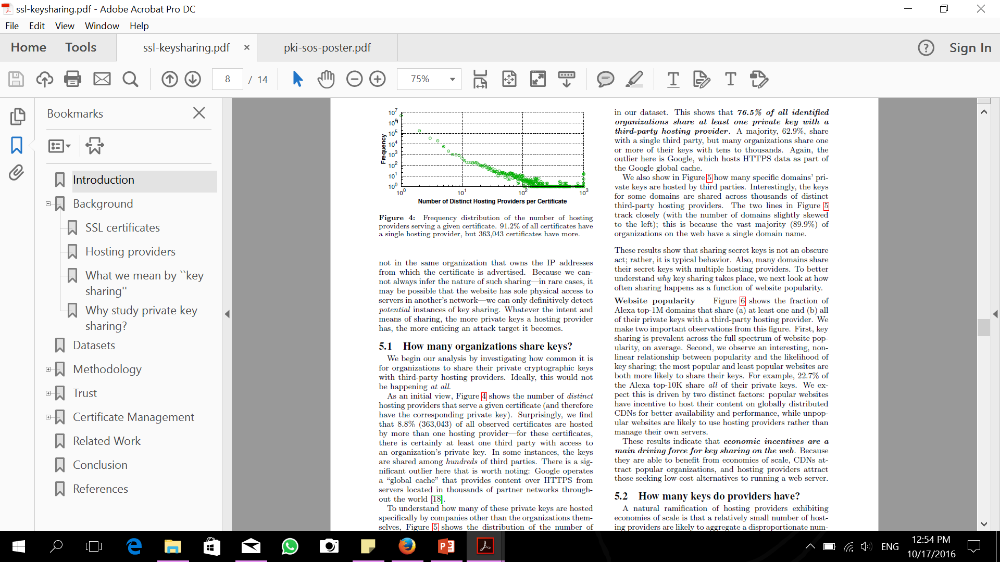 ssl-keysharing.pdf - Adobe Acrobat Pro DC
File Edit View Window Help
Home Tools ssl-keysharing.pdf × pki-sos-poster.pdf ? Sign In
8 / 14 75%
Bookmarks
Introduction
Background
SSL certificates
Hosting providers
What we mean by ``key
sharing''
Why study private key
sharing?
Datasets
Methodology
Trust
Certificate Management
Related Work
Conclusion
References
10^7
10^6
10^5
10^4
10^3
10^2
10^1
10^0
Frequency
10^0 10^1 10^2 10^3
Number of Distinct Hosting Providers per Certificate
Figure 4: Frequency distribution of the number of hosting
providers serving a given certificate. 91.2% of all certificates have
a single hosting provider, but 363,043 certificates have more.
not in the same organization that owns the IP addresses
from which the certificate is advertised. Because we can-
not always infer the nature of such sharing—in rare cases, it
may be possible that the website has sole physical access to
servers in another's network—we can only definitively detect
potential instances of key sharing. Whatever the intent and
means of sharing, the more private keys a hosting provider
has, the more enticing an attack target it becomes.
5.1 How many organizations share keys?
We begin our analysis by investigating how common it is
for organizations to share their private cryptographic keys
with third-party hosting providers. Ideally, this would not
be happening at all.
As an initial view, Figure 4 shows the number of distinct
hosting providers that serve a given certificate (and therefore
have the corresponding private key). Surprisingly, we find
that 8.8% (363,043) of all observed certificates are hosted
by more than one hosting provider—for these certificates,
there is certainly at least one third party with access to
an organization's private key. In some instances, the keys
are shared among hundreds of third parties. There is a sig-
nificant outlier here that is worth noting: Google operates
a “global cache” that provides content over HTTPS from
servers located in thousands of partner networks through-
out the world [18].
To understand how many of these private keys are hosted
specifically by companies other than the organizations them-
selves, Figure 5 shows the distribution of the number of
in our dataset. This shows that 76.5% of all identified
organizations share at least one private key with a
third-party hosting provider. A majority, 62.9%, share
with a single third party, but many organizations share one
or more of their keys with tens to thousands. Again, the
outlier here is Google, which hosts HTTPS data as part of
the Google global cache.
We also show in Figure 5 how many specific domains' pri-
vate keys are hosted by third parties. Interestingly, the keys
for some domains are shared across thousands of distinct
third-party hosting providers. The two lines in Figure 5
track closely (with the number of domains slightly skewed
to the left); this is because the vast majority (89.9%) of
organizations on the web have a single domain name.
These results show that sharing secret keys is not an obscure
act; rather, it is typical behavior. Also, many domains share
their secret keys with multiple hosting providers. To better
understand why key sharing takes place, we next look at how
often sharing happens as a function of website popularity.
Website popularity Figure 6 shows the fraction of
Alexa top-1M domains that share (a) at least one and (b) all
of their private keys with a third-party hosting provider. We
make two important observations from this figure. First, key
sharing is prevalent across the full spectrum of website pop-
ularity, on average. Second, we observe an interesting, non-
linear relationship between popularity and the likelihood of
key sharing; the most popular and least popular websites are
both more likely to share their keys. For example, 22.7% of
the Alexa top-10K share all of their private keys. We ex-
pect this is driven by two distinct factors: popular websites
have incentive to host their content on globally distributed
CDNs for better availability and performance, while unpop-
ular websites are likely to use hosting providers rather than
manage their own servers.
These results indicate that economic incentives are a
main driving force for key sharing on the web. Because
they are able to benefit from economies of scale, CDNs at-
tract popular organizations, and hosting providers attract
those seeking low-cost alternatives to running a web server.
5.2 How many keys do providers have?
A natural ramification of hosting providers exhibiting
economies of scale is that a relatively small number of host-
ing providers are likely to aggregate a disproportionate num-
ENG
12:54 PM
10/17/2016